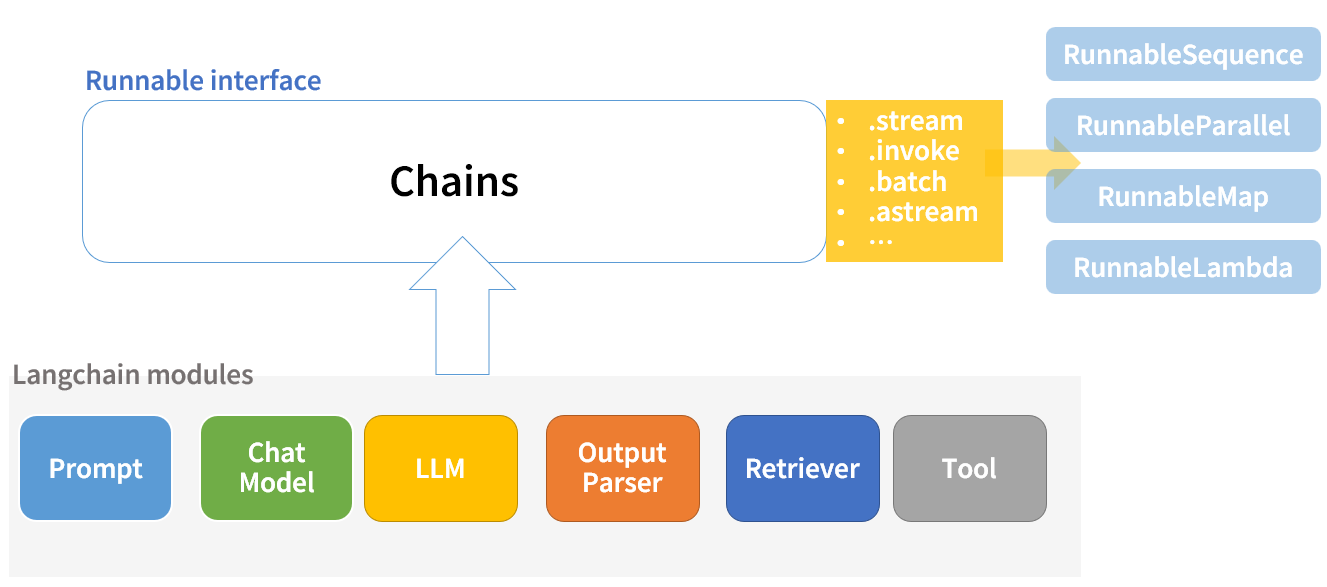 Runnable interface
Chains
• .stream
• .invoke
• .batch
• .astream
• ...
RunnableSequence
RunnableParallel
RunnableMap
RunnableLambda
Langchain modules
Prompt
Chat
Model
LLM
Output
Parser
Retriever
Tool